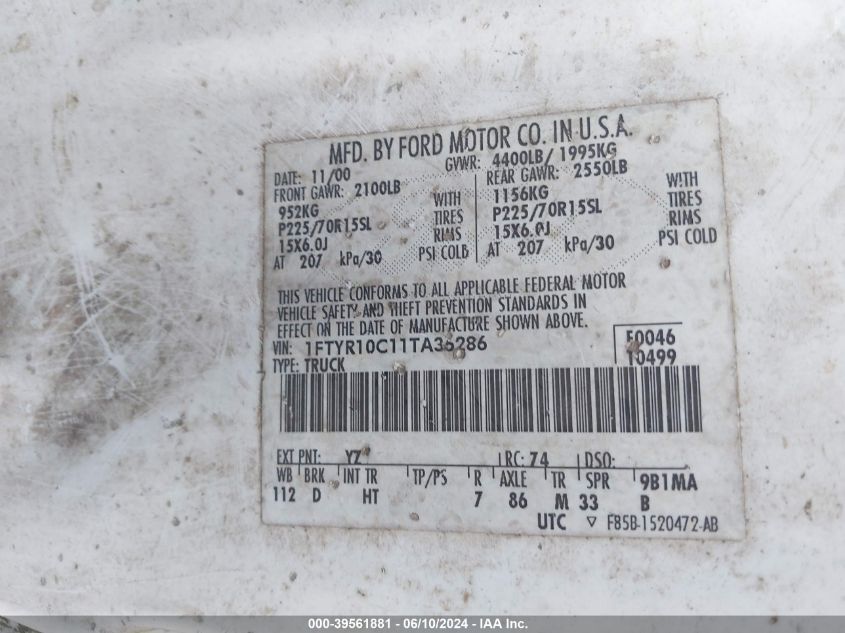 MFD. BY FORD MOTOR CO. IN U.S.A.
DATE: 11/00 GVWR: 4400LB/ 1995KG
FRONT GAWR: 2100LB REAR GAWR: 2550LB
952KG WITH 1156KG WITH
P225/70R15SL TIRES P225/70R15SL TIRES
15X6.0J RIMS 15X6.0J RIMS
AT 207 kPa/30 PSI COLD AT 207 kPa/30 PSI COLD
THIS VEHICLE CONFORMS TO ALL APPLICABLE FEDERAL MOTOR
VEHICLE SAFETY AND THEFT PREVENTION STANDARDS IN
EFFECT ON THE DATE OF MANUFACTURE SHOWN ABOVE.
VIN: 1FTYR10C11TA36286 F0046
TYPE: TRUCK T0499
EXT PNT: YZ RC: 74 DSO:
WB BRK INT TR TP/PS R AXLE TR SPR 9B1MA
112 D HT 7 86 M 33 B
UTC ▽ F85B-1520472-AB
000-39561881 - 06/10/2024 - IAA Inc.